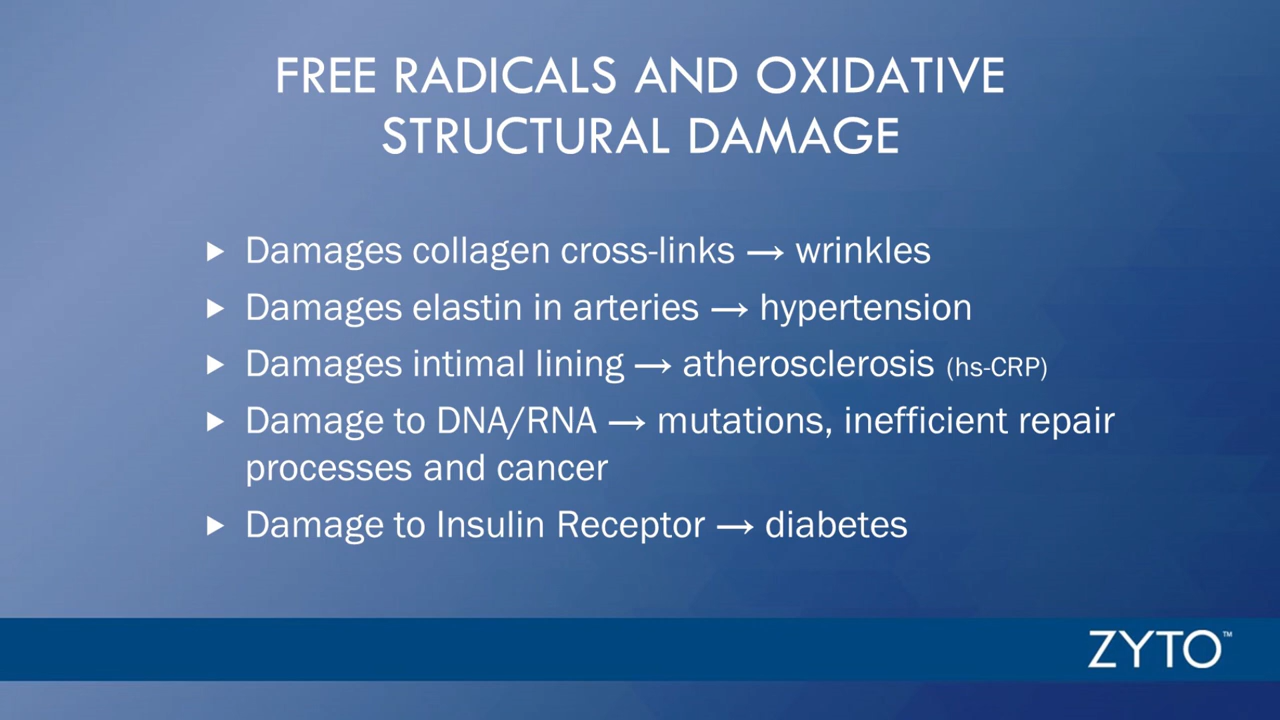 FREE RADICALS AND OXIDATIVE
STRUCTURAL DAMAGE
▶ Damages collagen cross-links → wrinkles
▶ Damages elastin in arteries → hypertension
▶ Damages intimal lining → atherosclerosis (hs-CRP)
▶ Damage to DNA/RNA → mutations, inefficient repair
processes and cancer
▶ Damage to Insulin Receptor → diabetes
ZYTO™